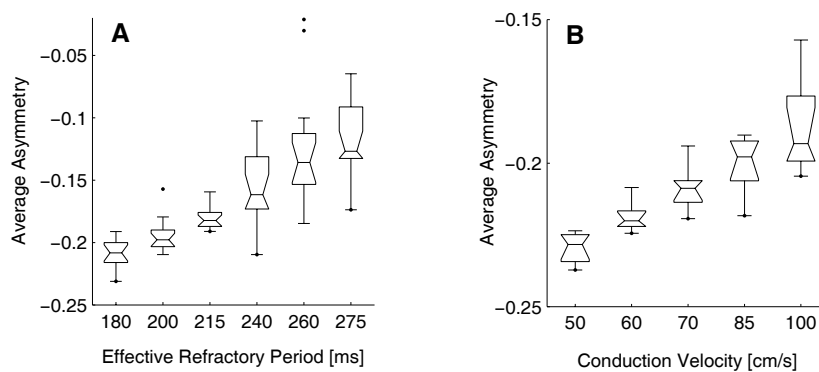 A
−0.05
−0.1
−0.15
−0.2
−0.25
Average Asymmetry
180 200 215 240 260 275
Effective Refractory Period [ms]
B
−0.15
−0.2
−0.25
Average Asymmetry
50 60 70 85 100
Conduction Velocity [cm/s]